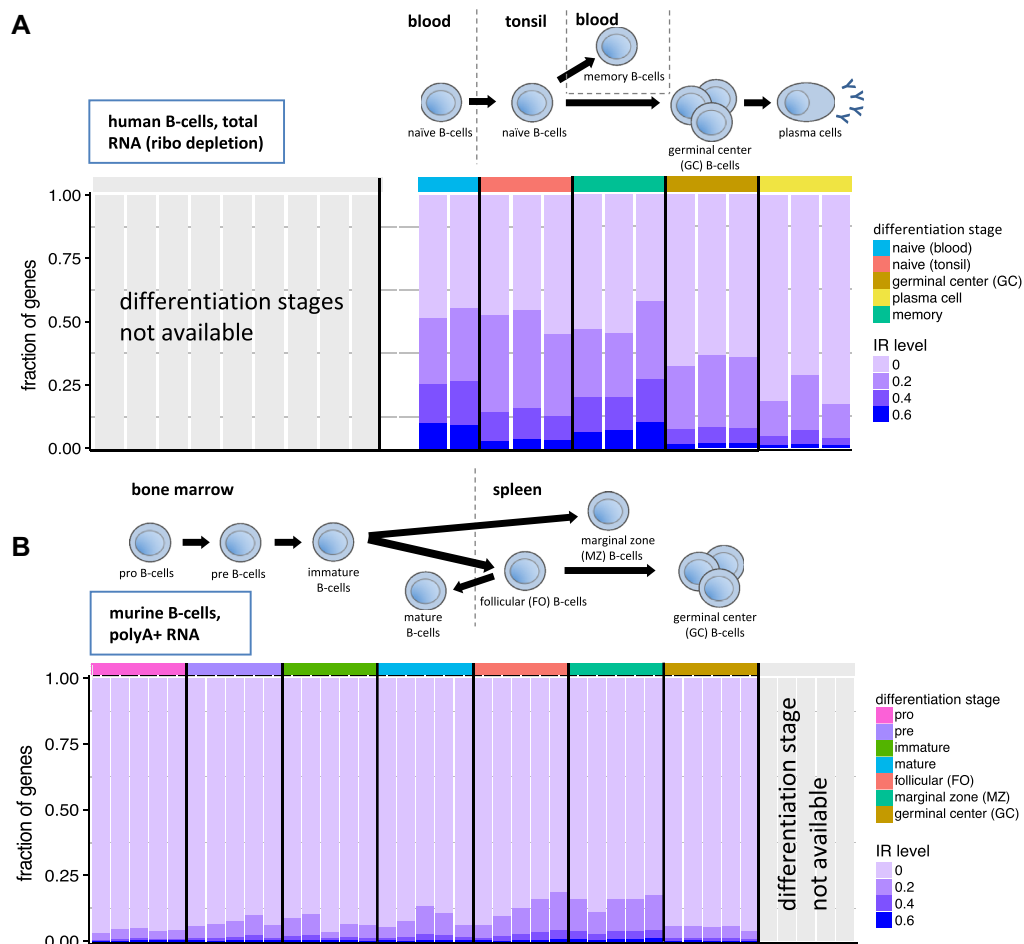 A
blood
tonsil
blood
memory B-cells
naïve B-cells
naïve B-cells
germinal center
(GC) B-cells
plasma cells
human B-cells, total
RNA (ribo depletion)
fraction of genes
1.00
0.75
0.50
0.25
0.00
differentiation stages
not available
differentiation stage
naive (blood)
naive (tonsil)
germinal center (GC)
plasma cell
memory
IR level
0
0.2
0.4
0.6
B
bone marrow
spleen
pro B-cells
pre B-cells
immature
B-cells
mature
B-cells
follicular (FO) B-cells
marginal zone
(MZ) B-cells
germinal center
(GC) B-cells
murine B-cells,
polyA+ RNA
fraction of genes
1.00
0.75
0.50
0.25
0.00
differentiation stage
not available
differentiation stage
pro
pre
immature
mature
follicular (FO)
marginal zone (MZ)
germinal center (GC)
IR level
0
0.2
0.4
0.6